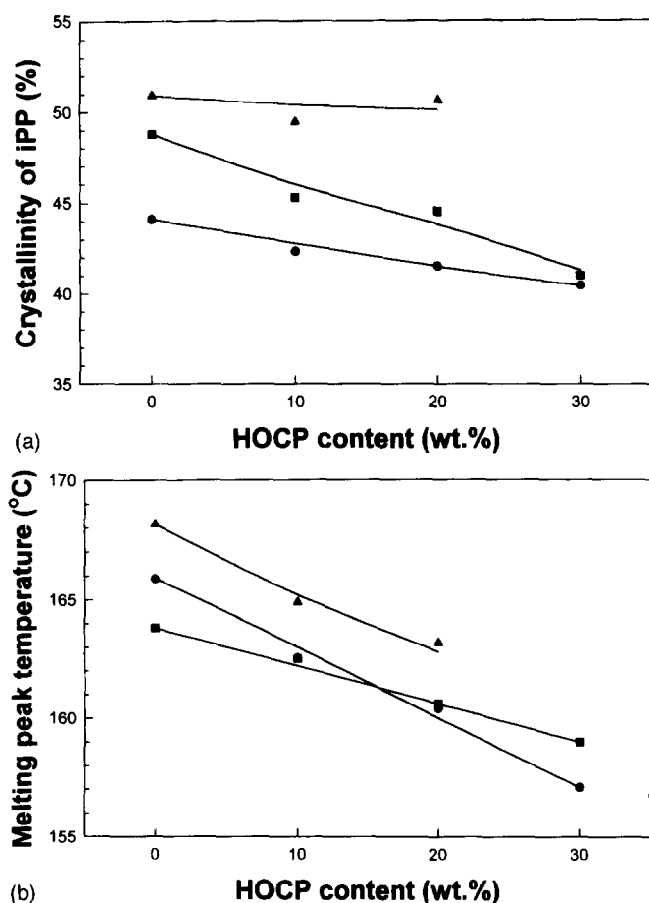 55
50
45
40
35
Crystallinity of iPP (%)
0 10 20 30
(a)
HOCP content (wt.%)
170
165
160
155
Melting peak temperature (°C)
0 10 20 30
(b)
HOCP content (wt.%)